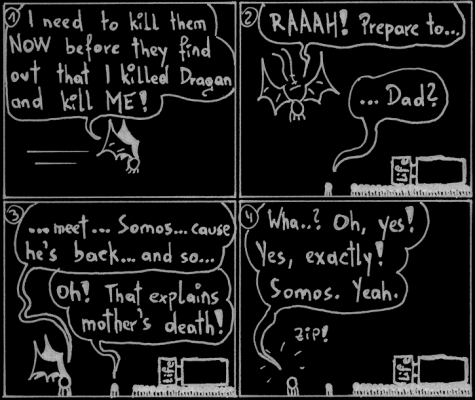 1
I need to kill them
NOW before they find
out that I killed Dragan
and kill ME!
2
RAAAH! Prepare to...
... Dad?
life
3
...meet... Somos...cause
he's back... and so...
Oh! That explains
mother's death!
life
4
Wha..? Oh, yes!
Yes, exactly!
Somos. Yeah.
ZIP!
life